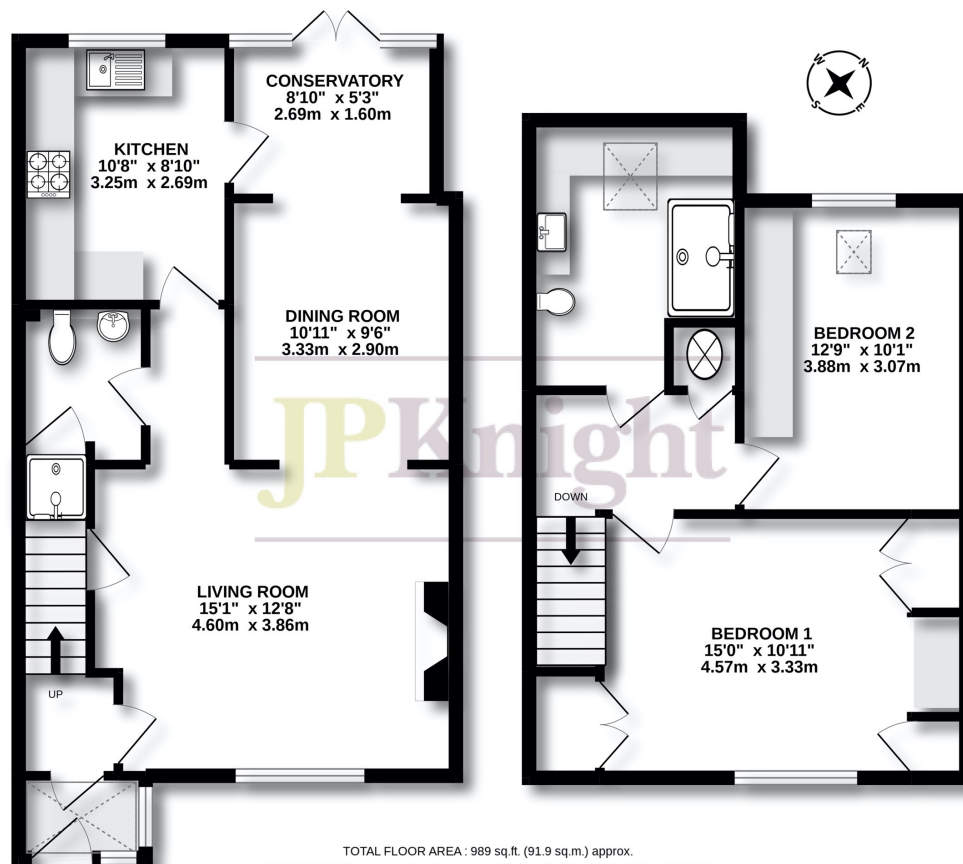 KITCHEN
10'8" x 8'10"
3.25m x 2.69m
CONSERVATORY
8'10" x 5'3"
2.69m x 1.60m
DINING ROOM
10'11" x 9'6"
3.33m x 2.90m
LIVING ROOM
15'1" x 12'8"
4.60m x 3.86m
UP
N
E
S
W
BEDROOM 2
12'9" x 10'1"
3.88m x 3.07m
DOWN
BEDROOM 1
15'0" x 10'11"
4.57m x 3.33m
JPKnight
TOTAL FLOOR AREA : 989 sq.ft. (91.9 sq.m.) approx.